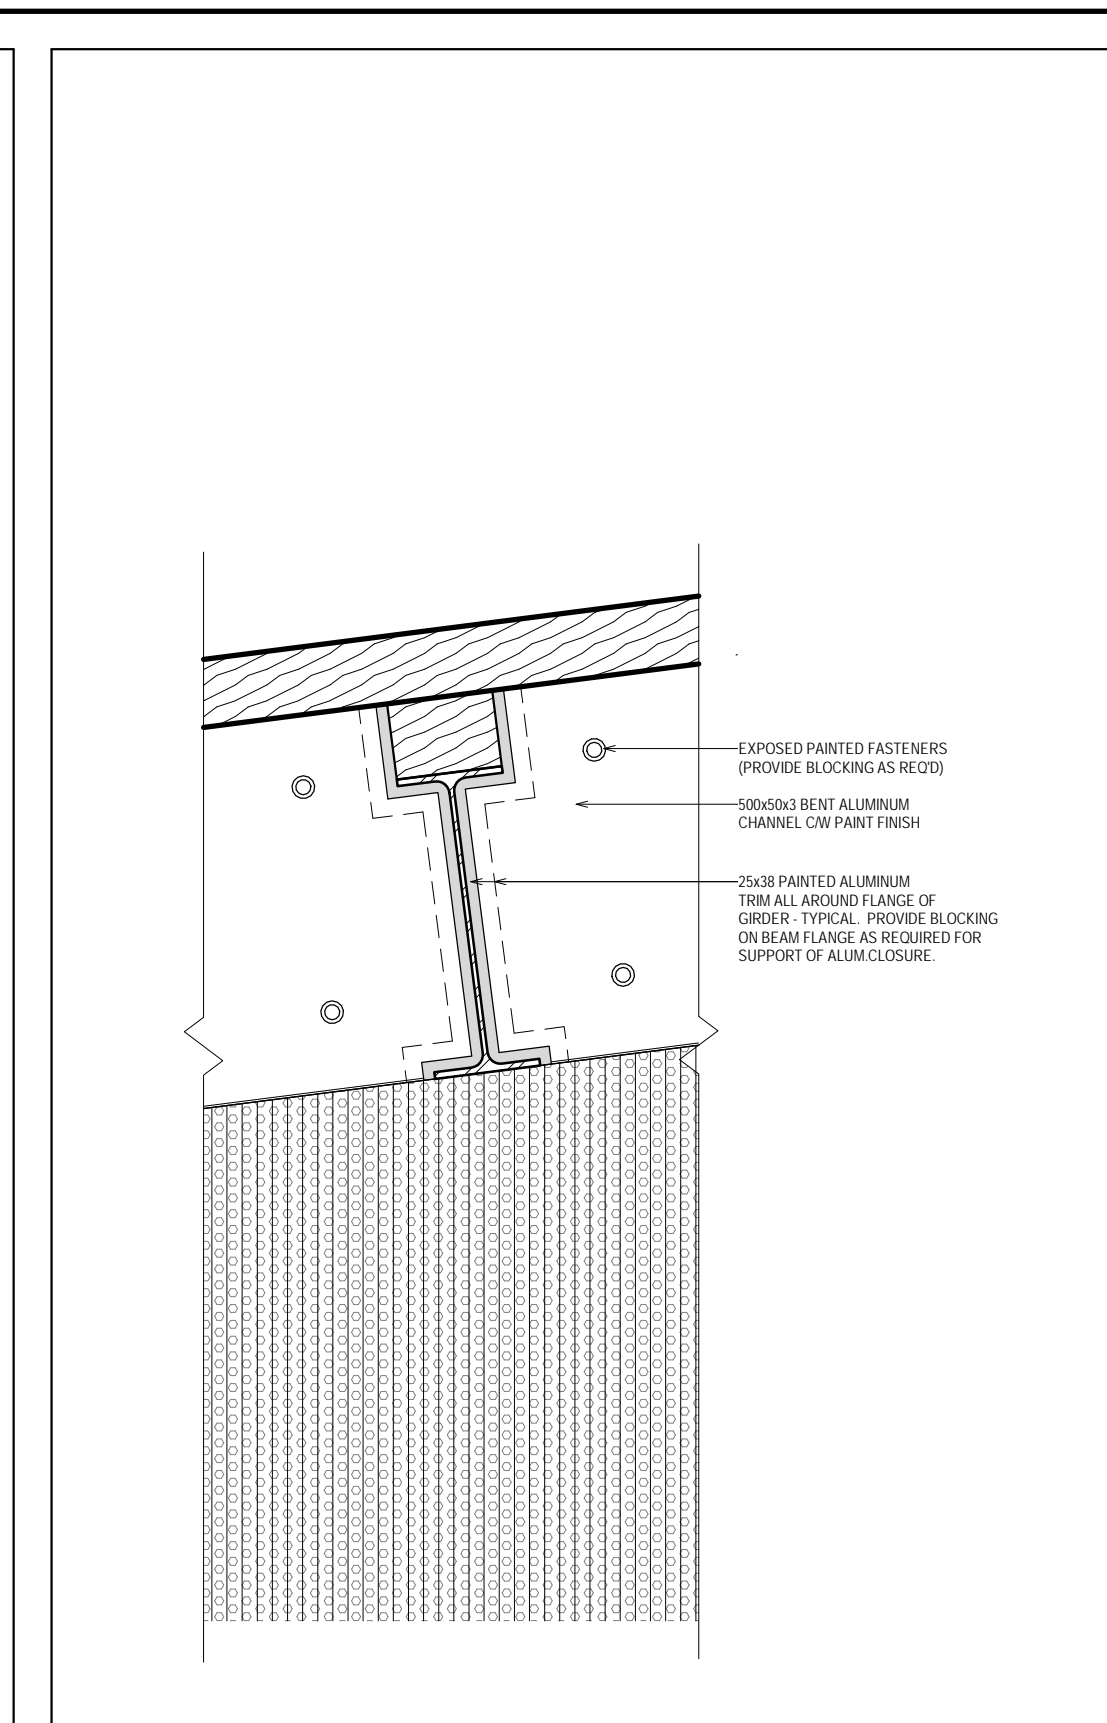 EXPOSED PAINTED FASTENERS
(PROVIDE BLOCKING AS REQ'D)
500x50x3 BENT ALUMINUM
CHANNEL C/W PAINT FINISH
25x38 PAINTED ALUMINUM
TRIM ALL AROUND FLANGE OF
GIRDER - TYPICAL. PROVIDE BLOCKING
ON BEAM FLANGE AS REQUIRED FOR
SUPPORT OF ALUM.CLOSURE.